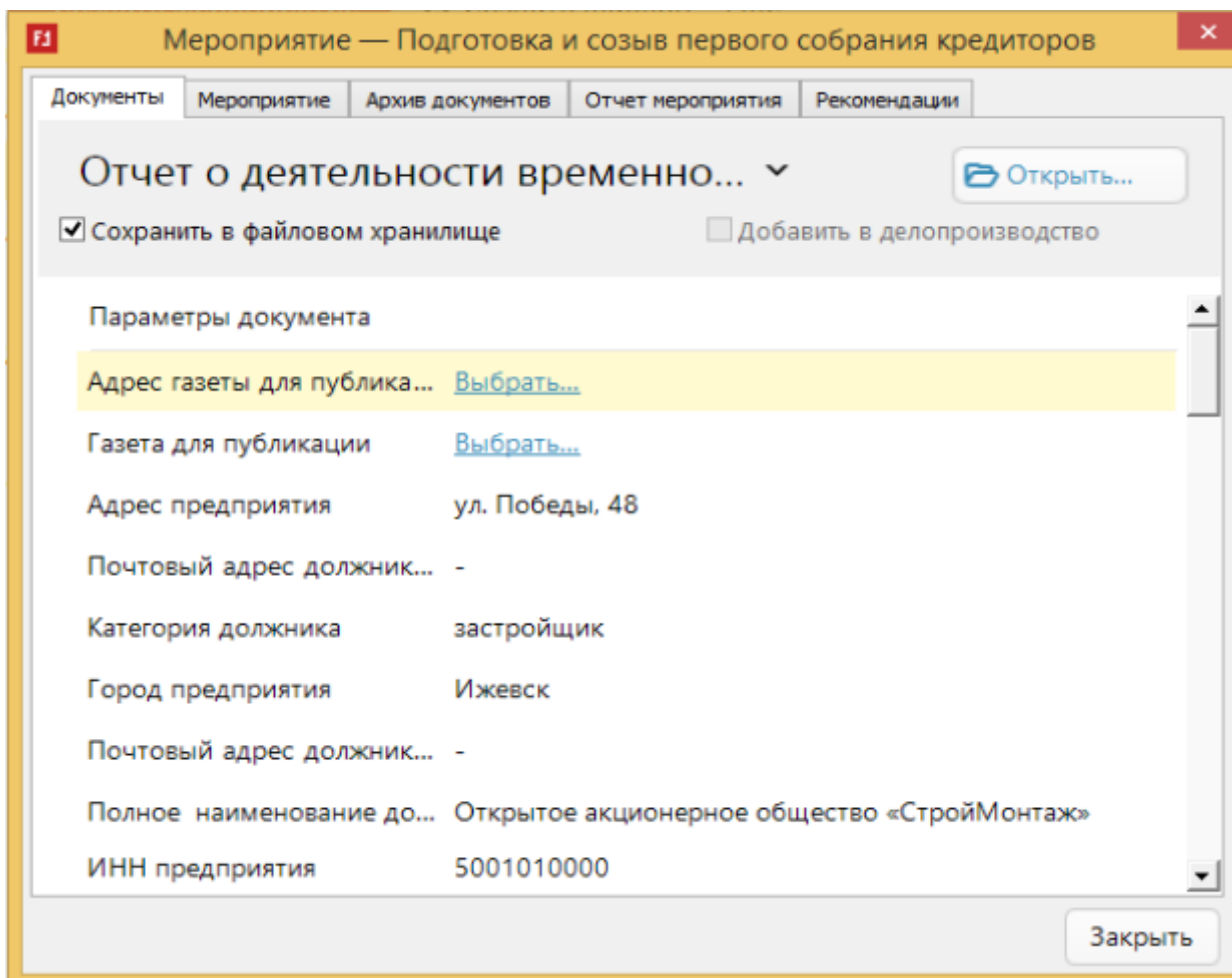 Мероприятие — Подготовка и созыв первого собрания кредиторов
Документы Мероприятие Архив документов Отчет мероприятия Рекомендации
Отчет о деятельности временно... Открыть...
Сохранить в файловом хранилище Добавить в делопроизводство
Параметры документа
Адрес газеты для публика... Выбрать...
Газета для публикации Выбрать...
Адрес предприятия ул. Победы, 48
Почтовый адрес должник... -
Категория должника застройщик
Город предприятия Ижевск
Почтовый адрес должник... -
Полное наименование до... Открытое акционерное общество «СтройМонтаж»
ИНН предприятия 5001010000
Закрыть